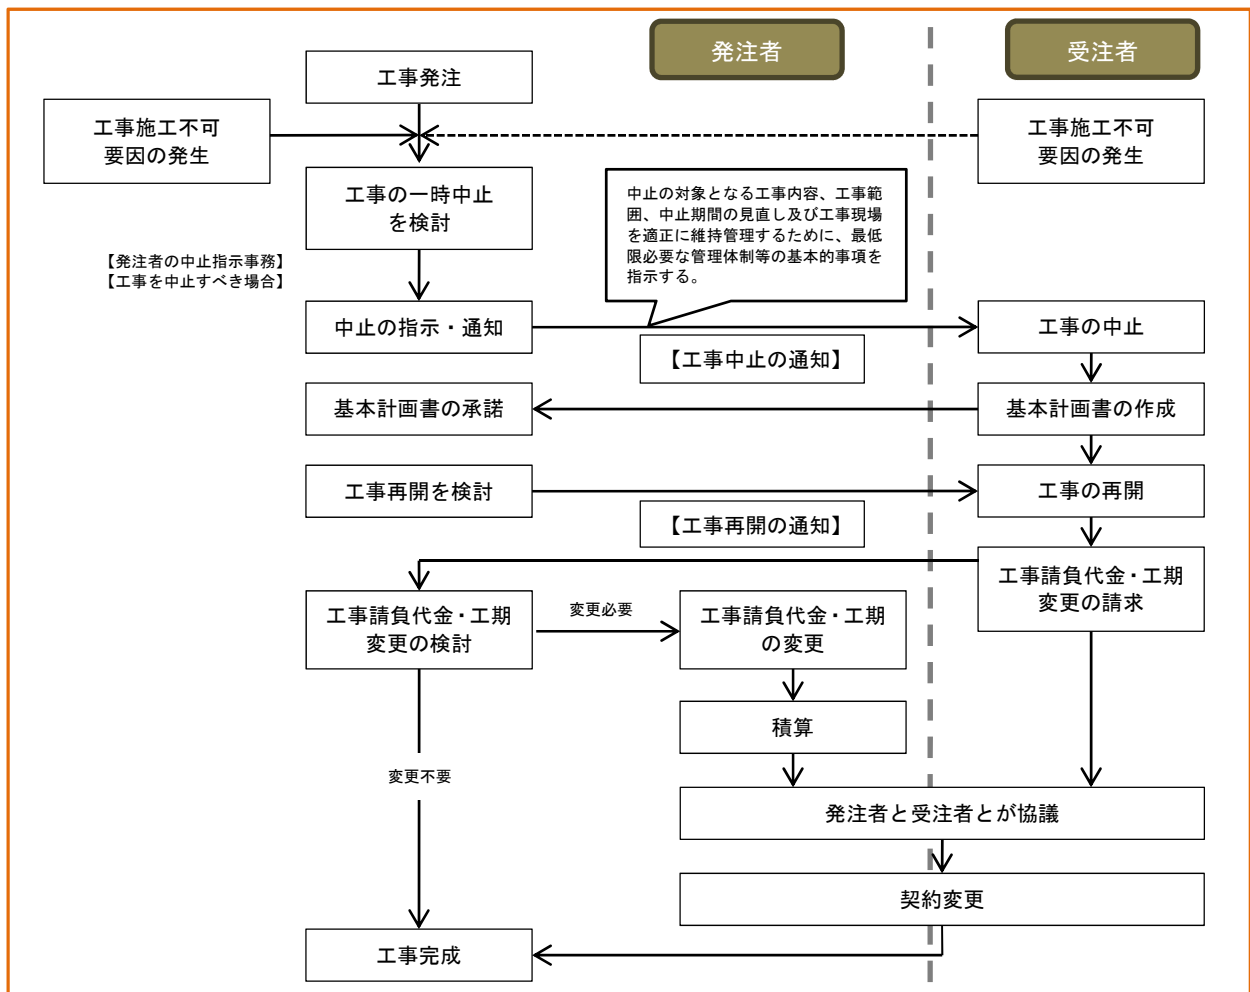 発注者
受注者
工事発注
工事施工不可
要因の発生
工事施工不可
要因の発生
工事の一時中止
を検討
中止の対象となる工事内容、工事範
囲、中止期間の見直し及び工事現場
を適正に維持管理するために、最低
限必要な管理体制等の基本的事項を
指示する。
【発注者の中止指示事務】
【工事を中止すべき場合】
中止の指示・通知
工事の中止
【工事中止の通知】
基本計画書の承諾
基本計画書の作成
工事再開を検討
工事の再開
【工事再開の通知】
工事請負代金・工期
変更の請求
工事請負代金・工期
変更の検討
変更必要
工事請負代金・工期
の変更
積算
変更不要
発注者と受注者とが協議
契約変更
工事完成